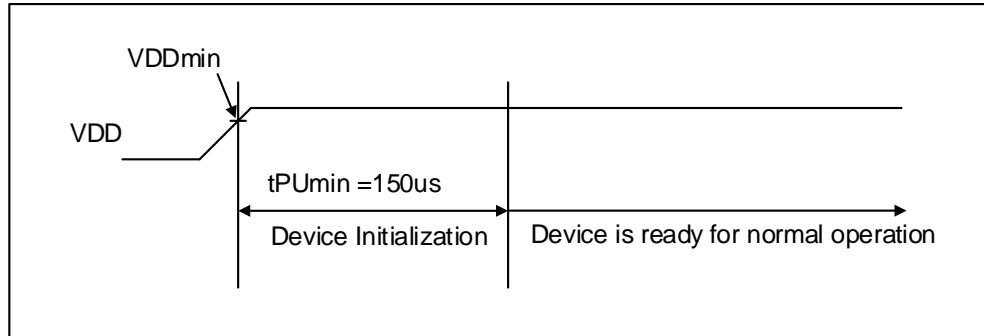 VDDmin
VDD
tPUmin =150us
Device Initialization
Device is ready for normal operation